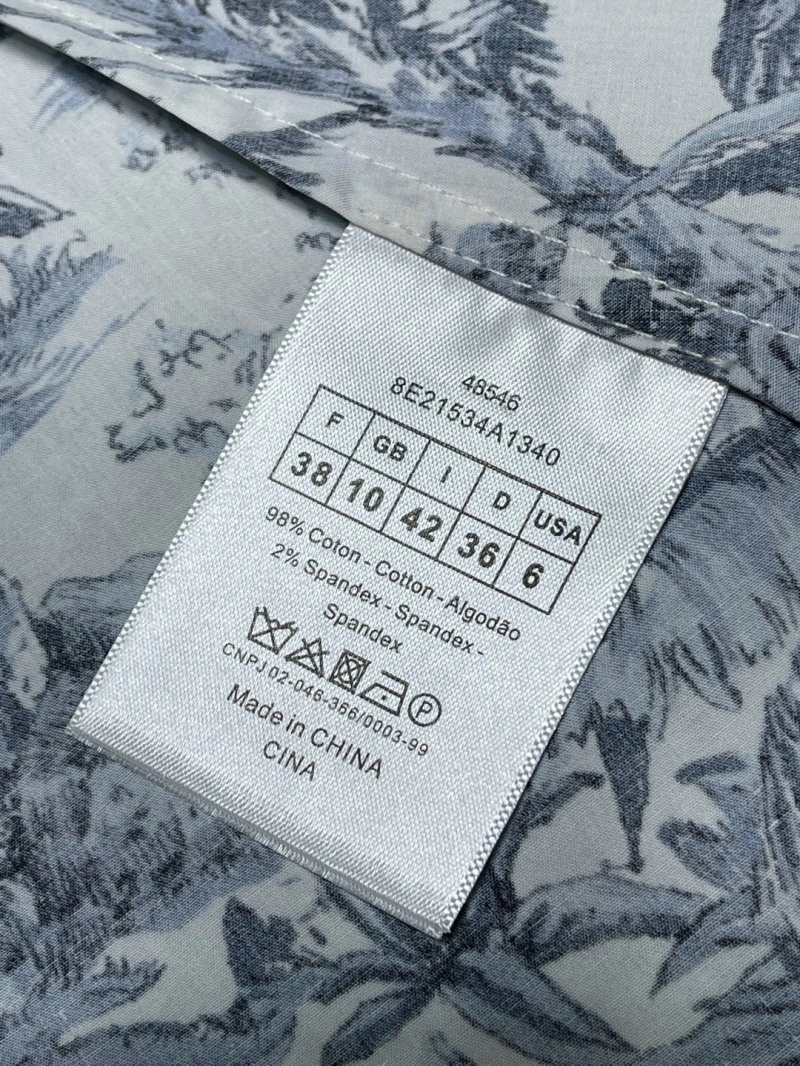 48546
8E21534A1340
F GB I D USA
38 10 42 36 6
98% Coton - Cotton - Algodão
2% Spandex - Spandex -
Spandex
P
CNPJ 02-046-366/0003-99
Made in CHINA
CINA